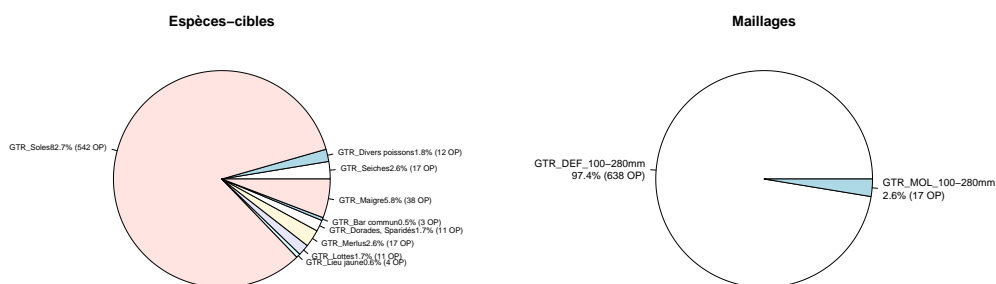 Espèces–cibles
GTR_Soles82.7% (542 OP)
GTR_Divers poissons1.8% (12 OP)
GTR_Seiches2.6% (17 OP)
GTR_Maigre5.8% (38 OP)
GTR_Bar commun0.5% (3 OP)
GTR_Dorades, Sparidés1.7% (11 OP)
GTR_Merlus2.6% (17 OP)
GTR_Lottes1.7% (11 OP)
GTR_Lieu jaune0.6% (4 OP)
Maillages
GTR_DEF_100–280mm
97.4% (638 OP)
GTR_MOL_100–280mm
2.6% (17 OP)